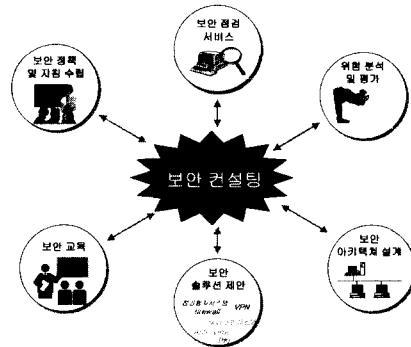 보안 점검
서비스
보안 정책
및 지침 수립
위험 분석
및 평가
보안 컨설팅
보안 교육
보안
아키텍쳐 설계
보안
솔루션 제안
firewall VPN